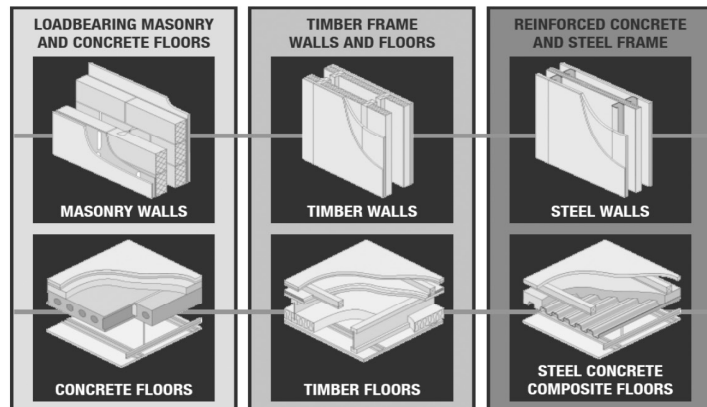 LOADBEARING MASONRY
AND CONCRETE FLOORS
MASONRY WALLS
CONCRETE FLOORS
TIMBER FRAME
WALLS AND FLOORS
TIMBER WALLS
TIMBER FLOORS
REINFORCED CONCRETE
AND STEEL FRAME
STEEL WALLS
STEEL CONCRETE
COMPOSITE FLOORS